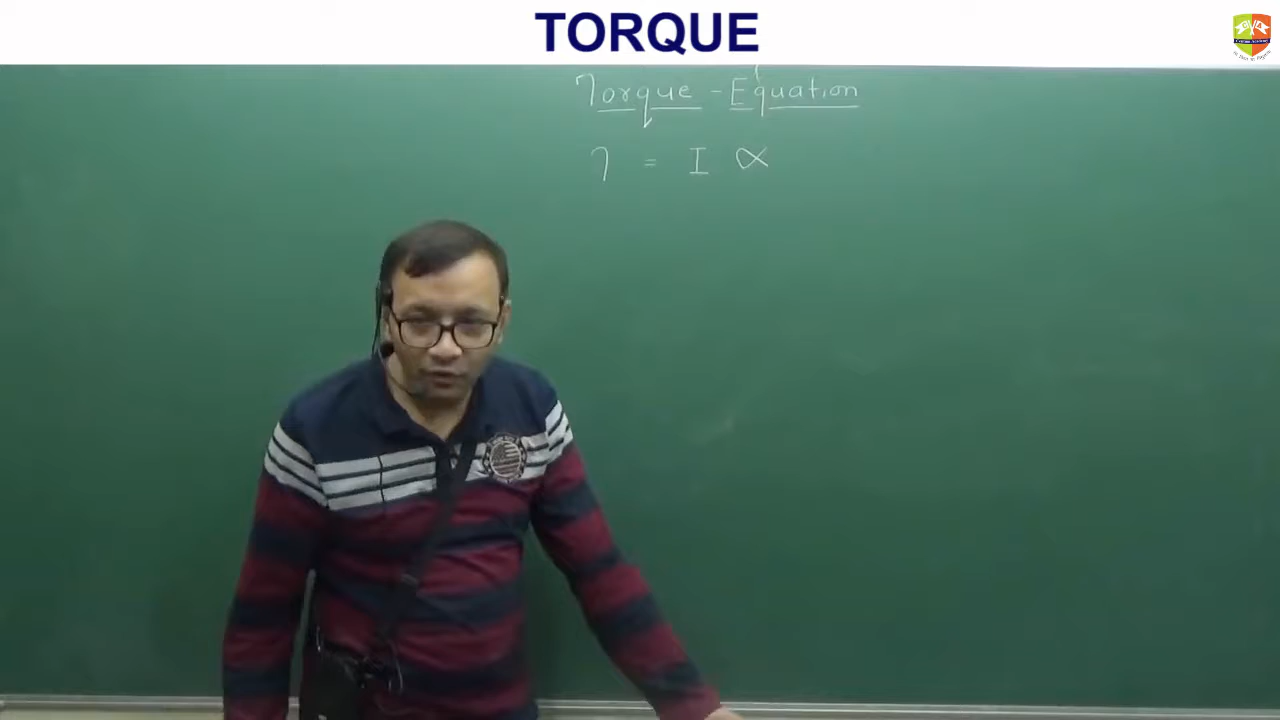 TORQUE
Torque - Equation
τ = I α